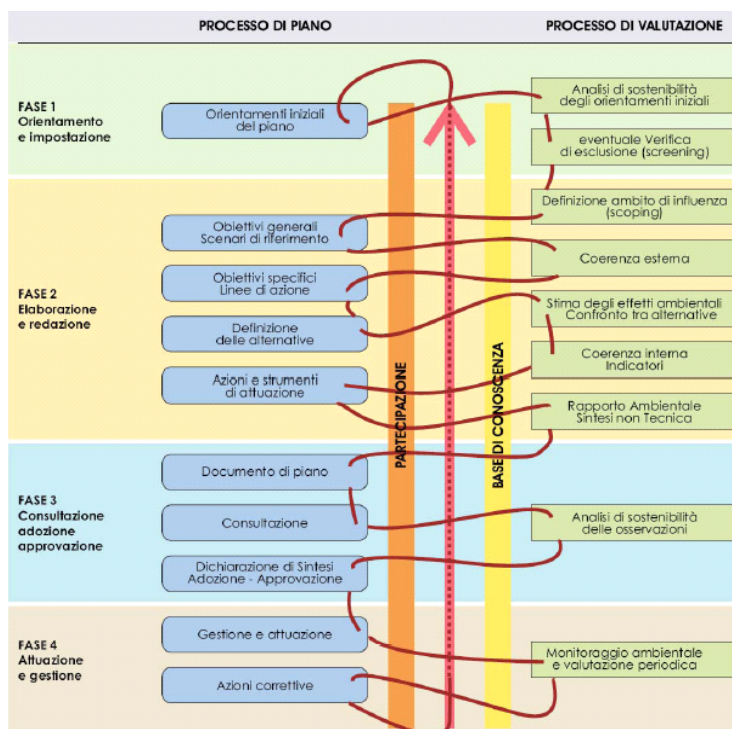 PROCESSO DI PIANO
PROCESSO DI VALUTAZIONE
FASE 1
Orientamento
e impostazione
Orientamenti iniziali
del piano
Analisi di sostenibilità
degli orientamenti iniziali
eventuale Verifica
di esclusione (screening)
FASE 2
Elaborazione
e redazione
Definizione ambito di influenza
(scoping)
Obiettivi generali
Scenari di riferimento
Coerenza esterna
Obiettivi specifici
Linee di azione
Stima degli effetti ambientali
Confronto tra alternative
Definizione
delle alternative
Coerenza interna
Indicatori
Azioni e strumenti
di attuazione
Rapporto Ambientale
Sintesi non Tecnica
PARTECIPAZIONE
BASE DI CONOSCENZA
FASE 3
Consultazione
adozione
approvazione
Documento di piano
Consultazione
Analisi di sostenibilità
delle osservazioni
Dichiarazione di Sintesi
Adozione - Approvazione
FASE 4
Attuazione
e gestione
Gestione e attuazione
Monitoraggio ambientale
e valutazione periodica
Azioni correttive